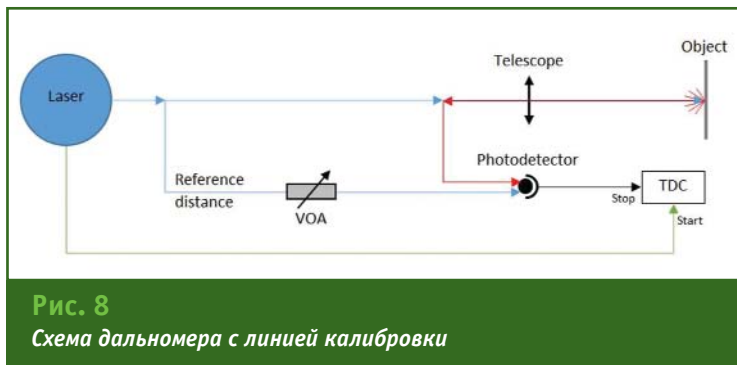 Object
Telescope
Laser
Photodetector
Reference
distance
VOA
TDC
Stop
Start
Рис. 8
Схема дальномера с линией калибровки